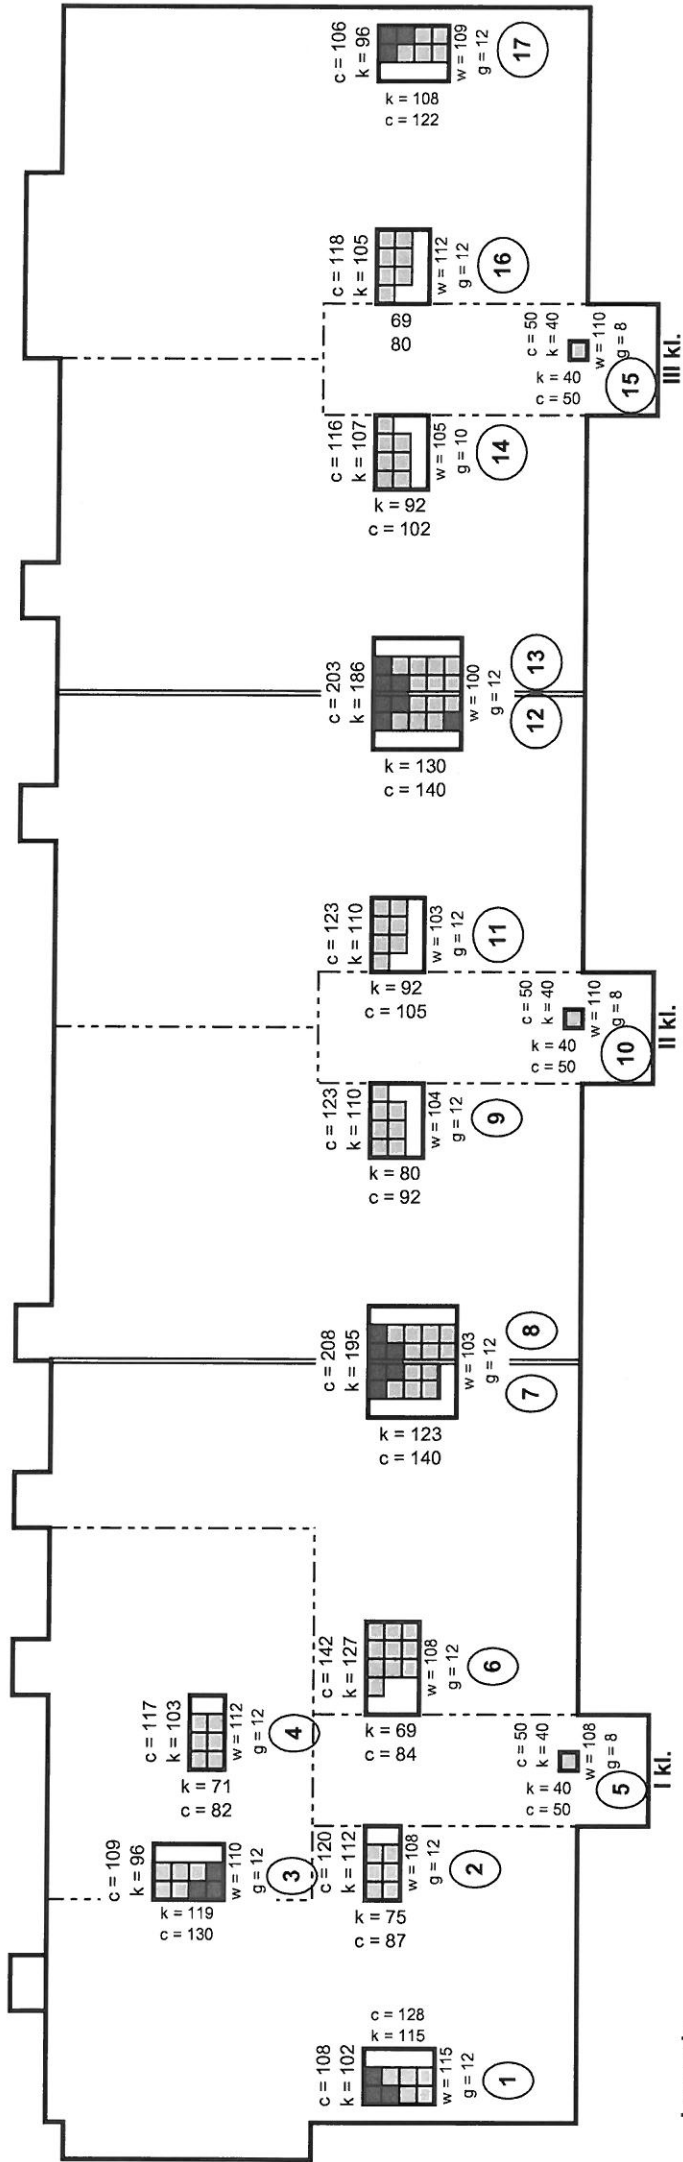 c = 108
k = 102
c = 128
k = 115
w = 115
g = 12
1
c = 109
k = 96
k = 119
c = 130
w = 110
g = 12
3
c = 120
k = 112
k = 75
c = 87
w = 108
g = 12
2
c = 117
k = 103
k = 71
c = 82
w = 112
g = 12
4
c = 50
k = 40
k = 40
c = 50
w = 108
g = 8
5
I kl.
c = 142
k = 127
k = 69
c = 84
w = 108
g = 12
6
c = 208
k = 195
k = 123
c = 140
w = 103
g = 12
7
8
c = 123
k = 110
k = 80
c = 92
w = 104
g = 12
9
c = 50
k = 40
k = 40
c = 50
w = 110
g = 8
10
II kl.
c = 123
k = 110
k = 92
c = 105
w = 103
g = 12
11
c = 203
k = 186
k = 130
c = 140
w = 100
g = 12
12
13
c = 116
k = 107
k = 92
c = 102
w = 105
g = 10
14
c = 50
k = 40
k = 40
c = 50
w = 110
g = 8
15
III kl.
c = 118
k = 105
69
80
w = 112
g = 12
16
c = 106
k = 96
k = 108
c = 122
w = 109
g = 12
17